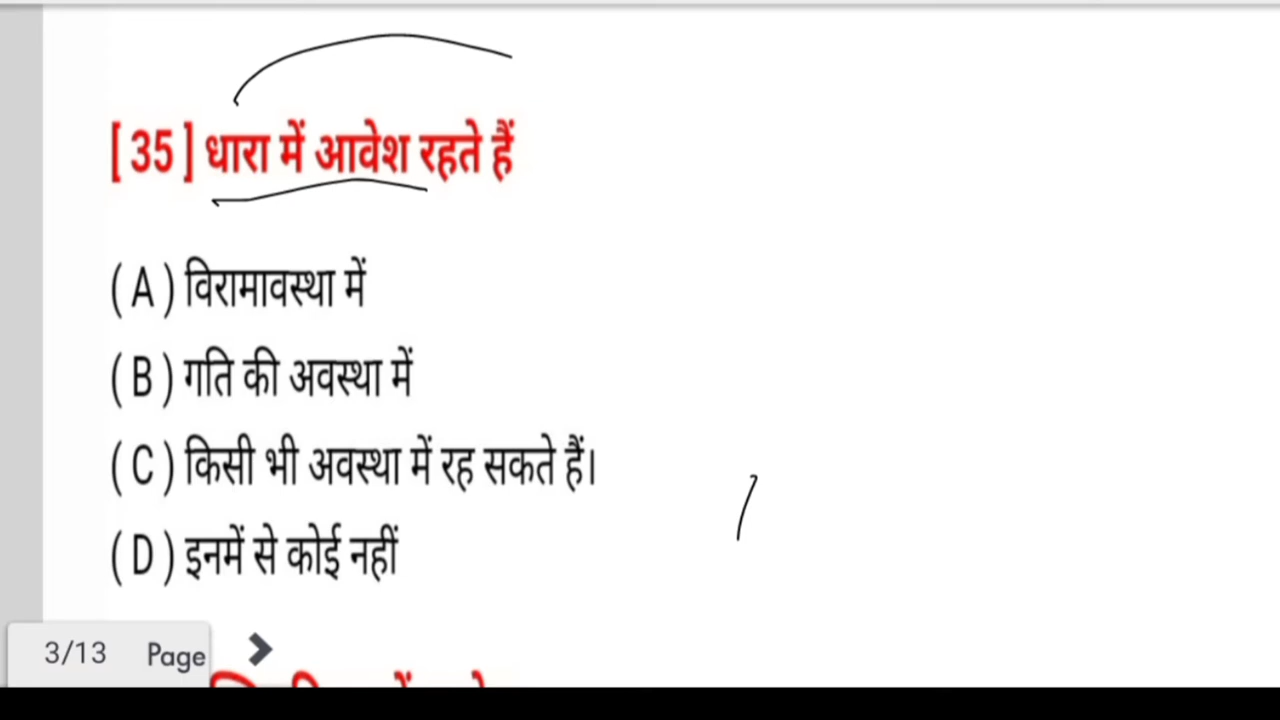 [ 35 ] धारा में आवेश रहते हैं
( A ) विरामावस्था में
( B ) गति की अवस्था में
( C ) किसी भी अवस्था में रह सकते हैं।
( D ) इनमें से कोई नहीं
3/13 Page